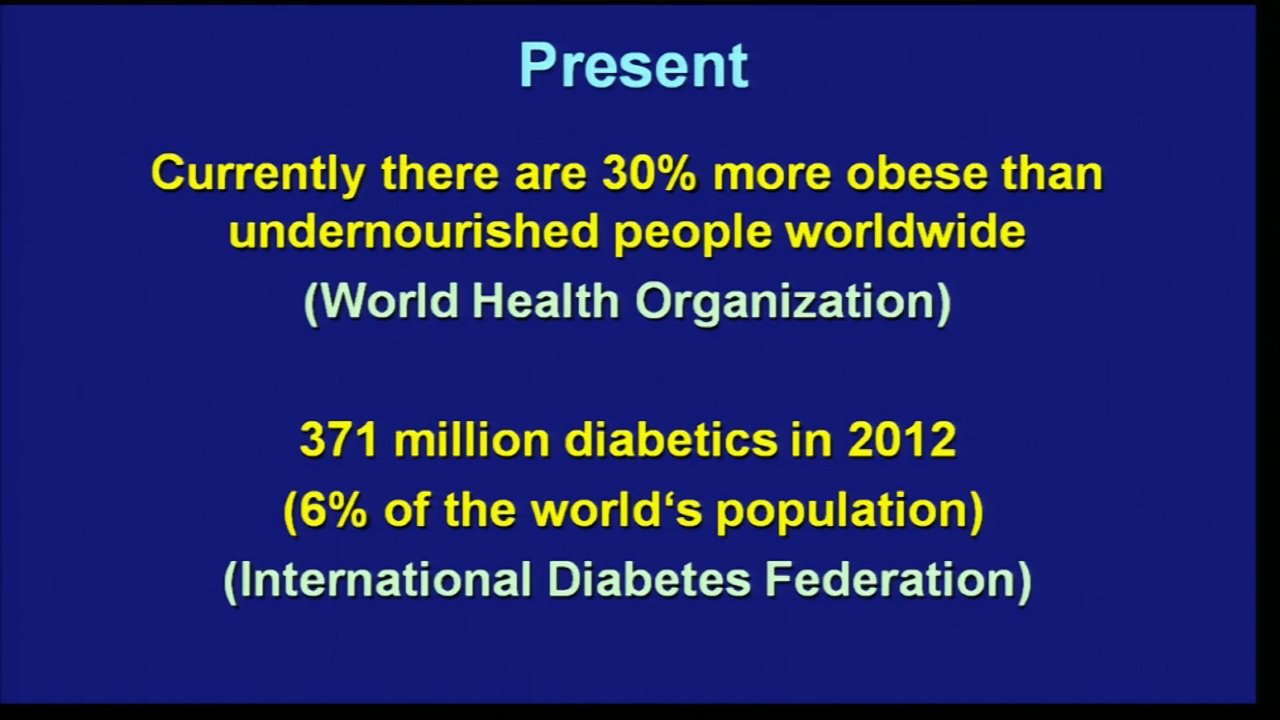 Present
Currently there are 30% more obese than
undernourished people worldwide
(World Health Organization)
371 million diabetics in 2012
(6% of the world‘s population)
(International Diabetes Federation)